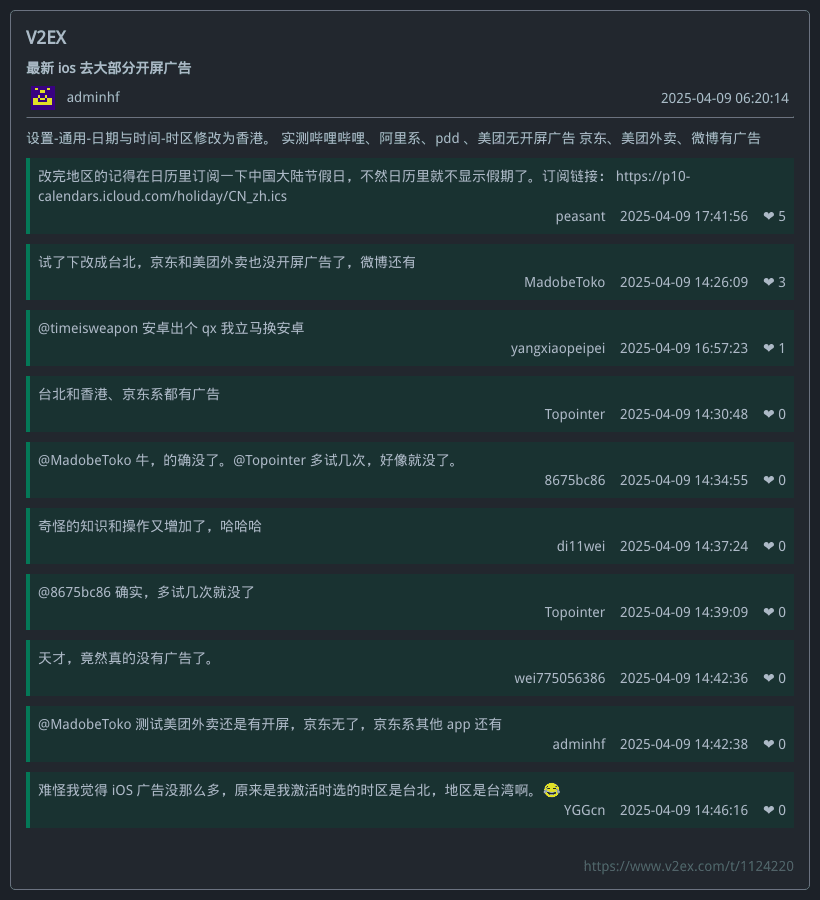 V2EX
最新 ios 去大部分开屏广告
adminhf
2025-04-09 06:20:14
设置-通用-日期与时间-时区修改为香港。 实测哔哩哔哩、阿里系、pdd 、美团无开屏广告 京东、美团外卖、微博有广告
改完地区的记得在日历里订阅一下中国大陆节假日，不然日历里就不显示假期了。订阅链接： https://p10-
calendars.icloud.com/holiday/CN_zh.ics
peasant 2025-04-09 17:41:56 ❤ 5
试了下改成台北，京东和美团外卖也没开屏广告了，微博还有
MadobeToko 2025-04-09 14:26:09 ❤ 3
@timeisweapon 安卓出个 qx 我立马换安卓
yangxiaopeipei 2025-04-09 16:57:23 ❤ 1
台北和香港、京东系都有广告
Topointer 2025-04-09 14:30:48 ❤ 0
@MadobeToko 牛，的确没了。@Topointer 多试几次，好像就没了。
8675bc86 2025-04-09 14:34:55 ❤ 0
奇怪的知识和操作又增加了，哈哈哈
di11wei 2025-04-09 14:37:24 ❤ 0
@8675bc86 确实，多试几次就没了
Topointer 2025-04-09 14:39:09 ❤ 0
天才，竟然真的没有广告了。
wei775056386 2025-04-09 14:42:36 ❤ 0
@MadobeToko 测试美团外卖还是有开屏，京东无了，京东系其他 app 还有
adminhf 2025-04-09 14:42:38 ❤ 0
难怪我觉得 iOS 广告没那么多，原来是我激活时选的时区是台北，地区是台湾啊。😂
YGGcn 2025-04-09 14:46:16 ❤ 0
https://www.v2ex.com/t/1124220